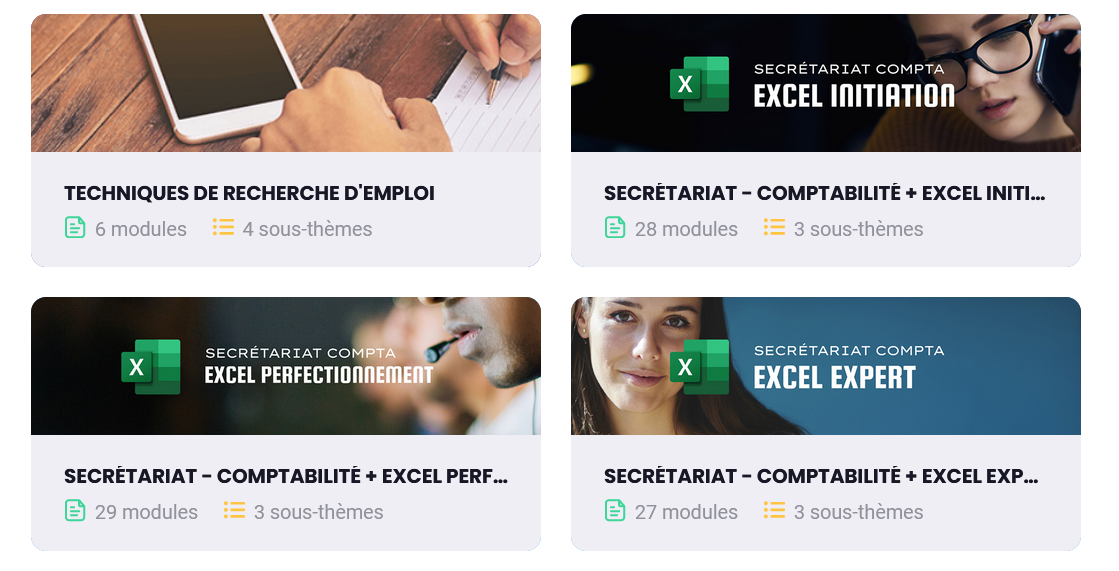 TECHNIQUES DE RECHERCHE D'EMPLOI
6 modules 4 sous-thèmes
X
SECRÉTARIAT COMPTA
EXCEL INITIATION
SECRÉTARIAT - COMPTABILITÉ + EXCEL INITI...
28 modules 3 sous-thèmes
X
SECRÉTARIAT COMPTA
EXCEL PERFECTIONNEMENT
SECRÉTARIAT - COMPTABILITÉ + EXCEL PERF...
29 modules 3 sous-thèmes
X
SECRÉTARIAT COMPTA
EXCEL EXPERT
SECRÉTARIAT - COMPTABILITÉ + EXCEL EXP...
27 modules 3 sous-thèmes